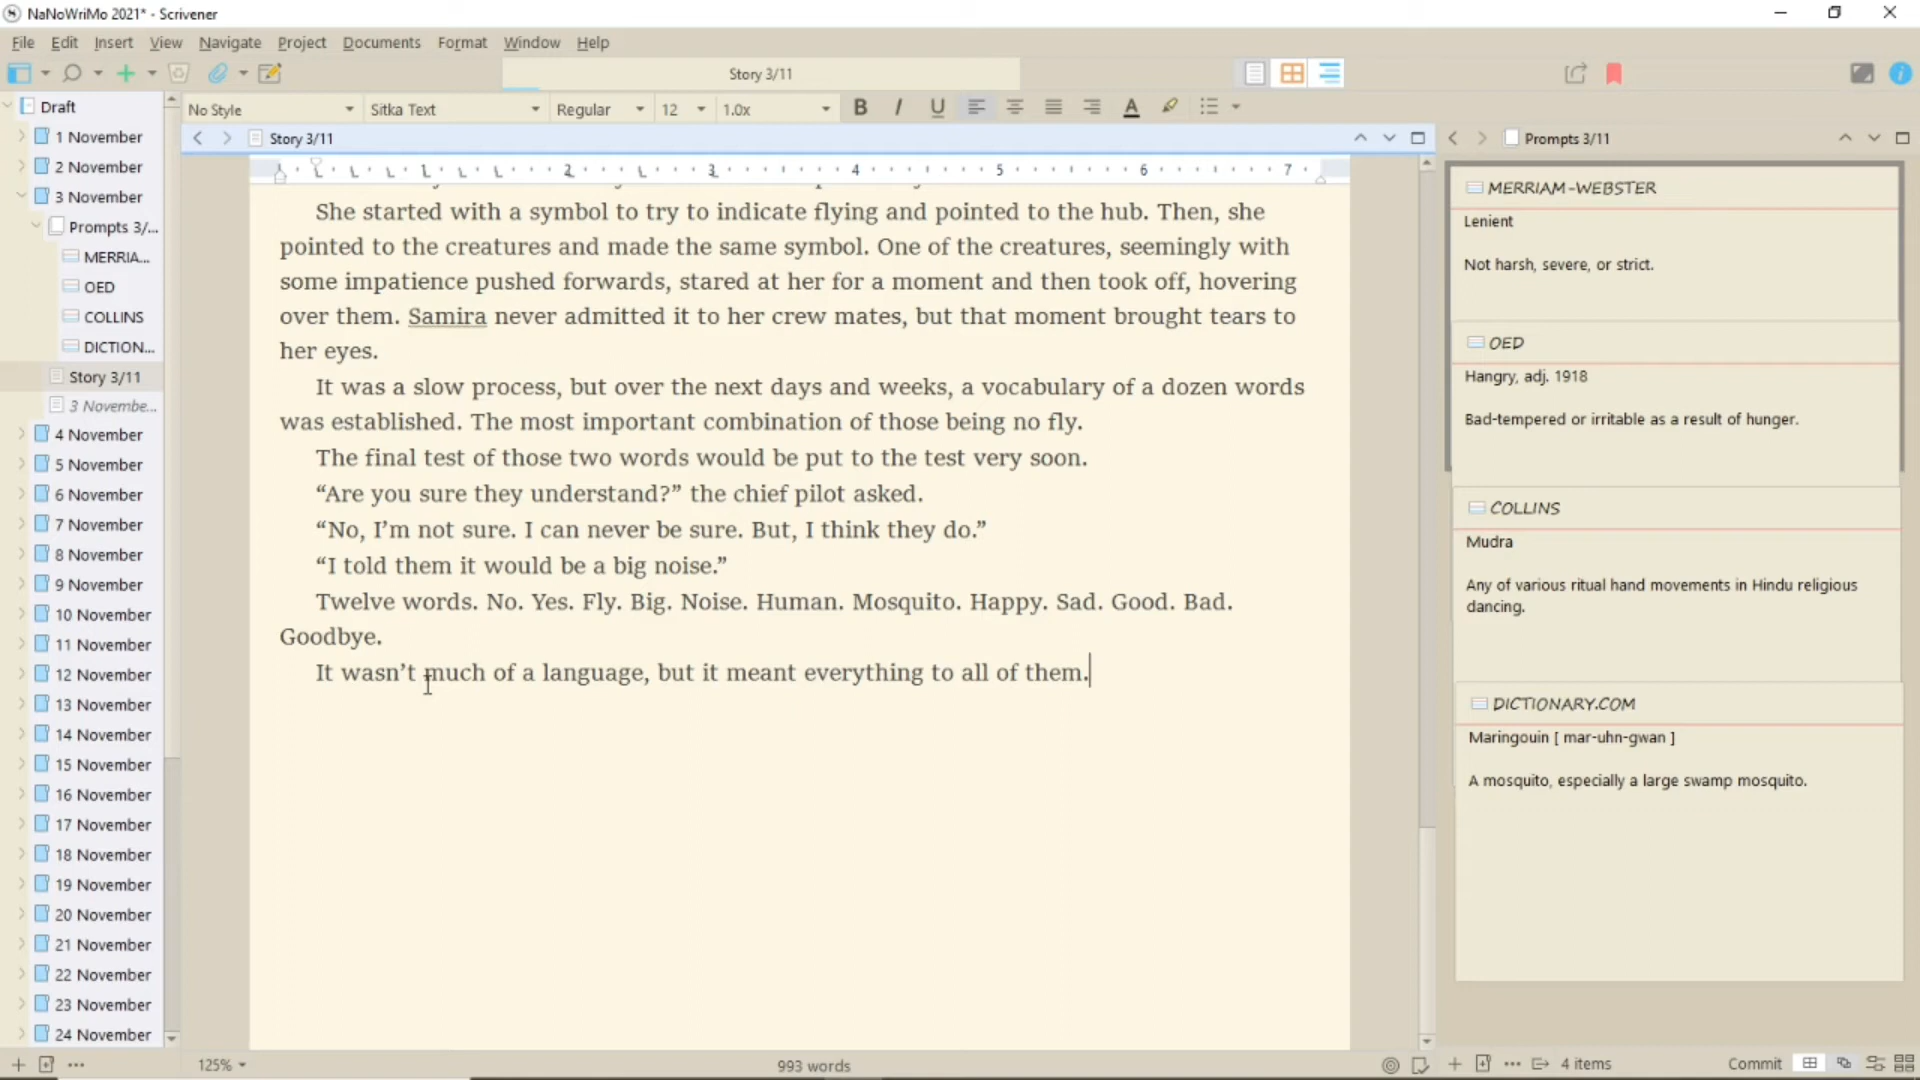 NaNoWriMo 2021* - Scrivener
File Edit Insert View Navigate Project Documents Format Window Help
Story 3/11
No Style Sitka Text Regular 12 1.0x B I U A
Draft
1 November
2 November
3 November
Prompts 3/...
MERRIA...
OED
COLLINS
DICTION...
Story 3/11
3 Novembe...
4 November
5 November
6 November
7 November
8 November
9 November
10 November
11 November
12 November
13 November
14 November
15 November
16 November
17 November
18 November
19 November
20 November
21 November
22 November
23 November
24 November
Story 3/11
1 2 3 4 5 6 7
She started with a symbol to try to indicate flying and pointed to the hub. Then, she
pointed to the creatures and made the same symbol. One of the creatures, seemingly with
some impatience pushed forwards, stared at her for a moment and then took off, hovering
over them. Samira never admitted it to her crew mates, but that moment brought tears to
her eyes.
It was a slow process, but over the next days and weeks, a vocabulary of a dozen words
was established. The most important combination of those being no fly.
The final test of those two words would be put to the test very soon.
“Are you sure they understand?” the chief pilot asked.
“No, I’m not sure. I can never be sure. But, I think they do.”
“I told them it would be a big noise.”
Twelve words. No. Yes. Fly. Big. Noise. Human. Mosquito. Happy. Sad. Good. Bad.
Goodbye.
It wasn’t much of a language, but it meant everything to all of them.
125% 993 words
Prompts 3/11
MERRIAM-WEBSTER
Lenient
Not harsh, severe, or strict.
OED
Hangry, adj. 1918
Bad-tempered or irritable as a result of hunger.
COLLINS
Mudra
Any of various ritual hand movements in Hindu religious
dancing.
DICTIONARY.COM
Maringouin [ mar-uhn-gwan ]
A mosquito, especially a large swamp mosquito.
4 items Commit